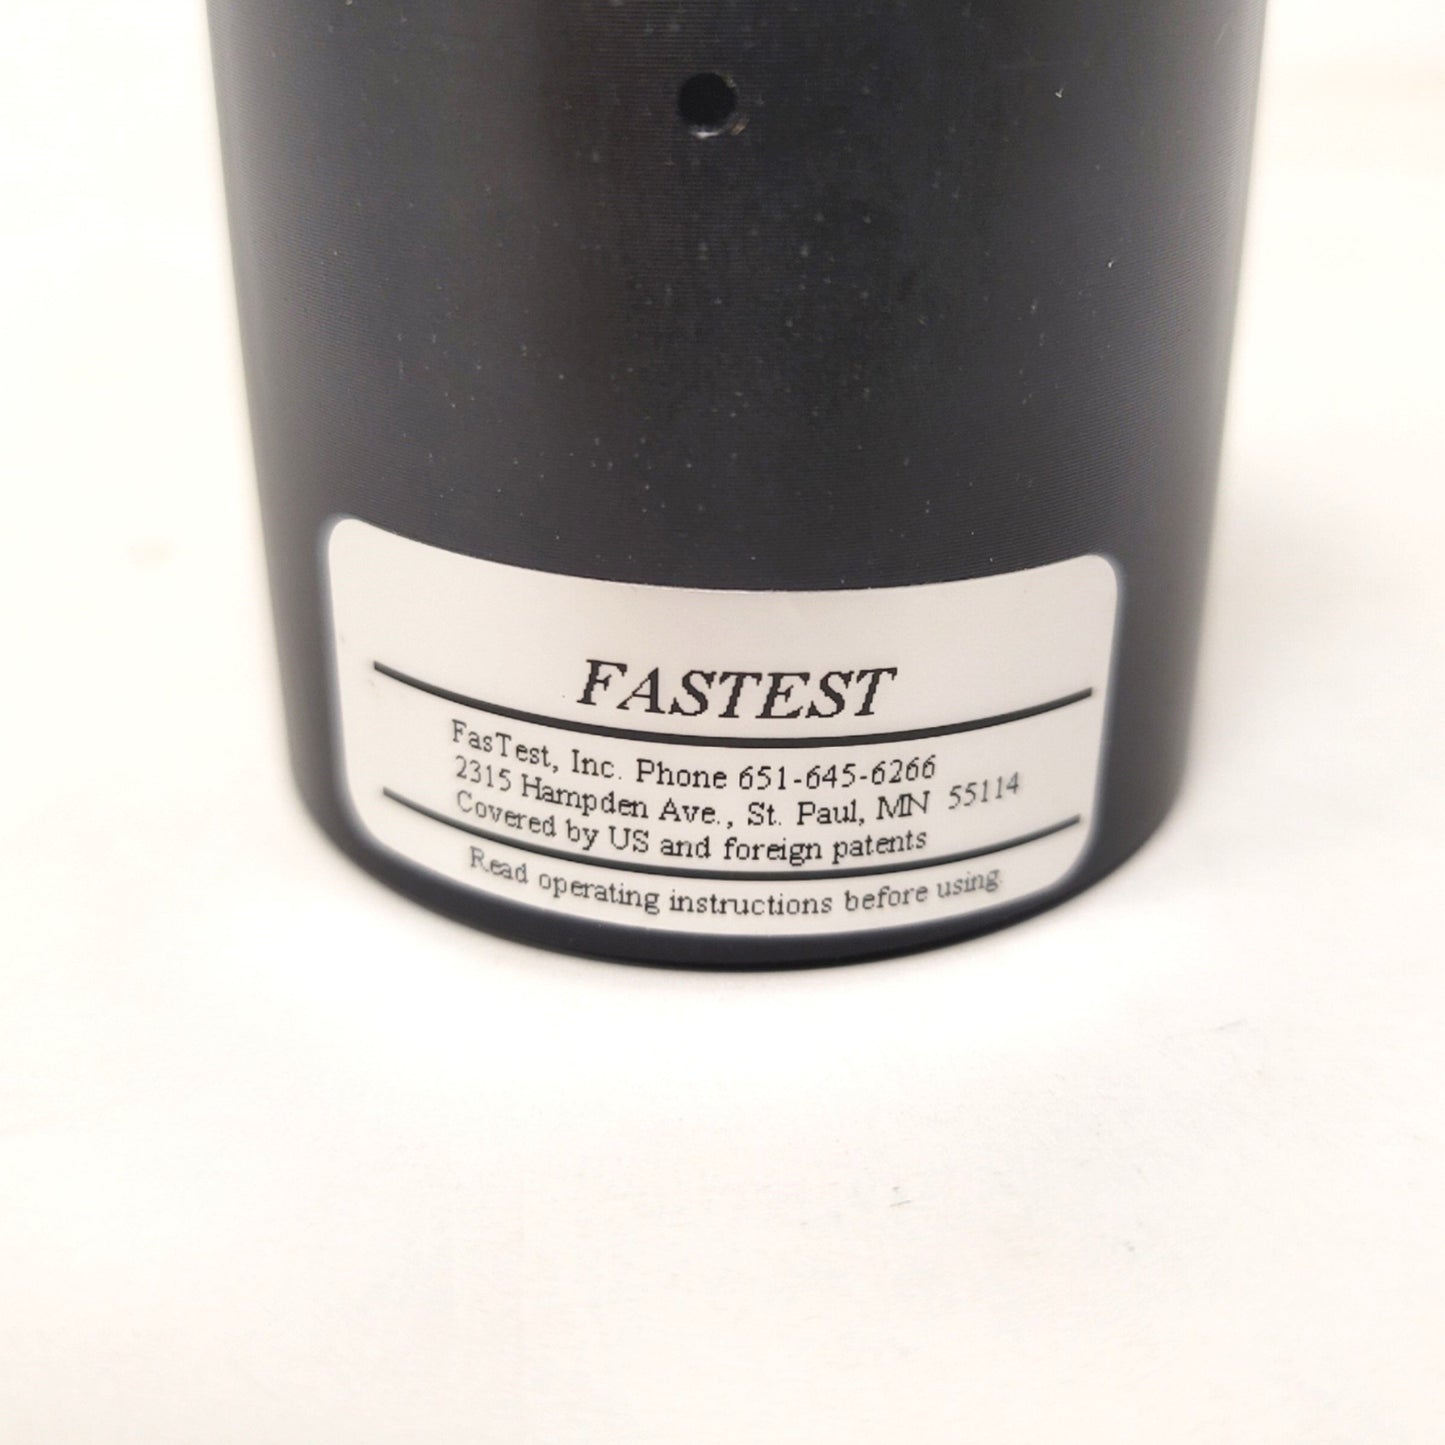 FASTEST
FasTest, Inc. Phone 651-645-6266
2315 Hampden Ave., St. Paul, MN 55114
Covered by US and foreign patents
Read operating instructions before using.